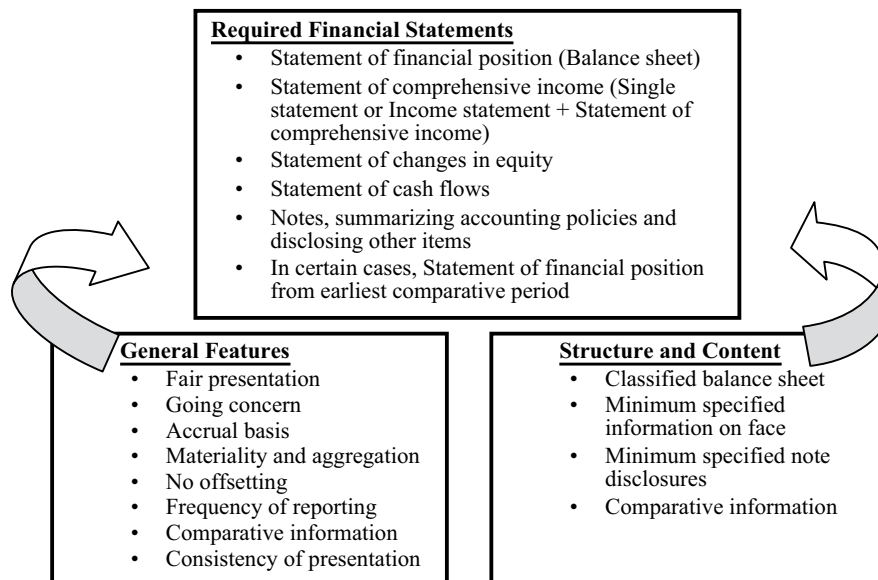 Required Financial Statements
• Statement of financial position (Balance sheet)
• Statement of comprehensive income (Single
statement or Income statement + Statement of
comprehensive income)
• Statement of changes in equity
• Statement of cash flows
• Notes, summarizing accounting policies and
disclosing other items
• In certain cases, Statement of financial position
from earliest comparative period
General Features
• Fair presentation
• Going concern
• Accrual basis
• Materiality and aggregation
• No offsetting
• Frequency of reporting
• Comparative information
• Consistency of presentation
Structure and Content
• Classified balance sheet
• Minimum specified
information on face
• Minimum specified note
disclosures
• Comparative information